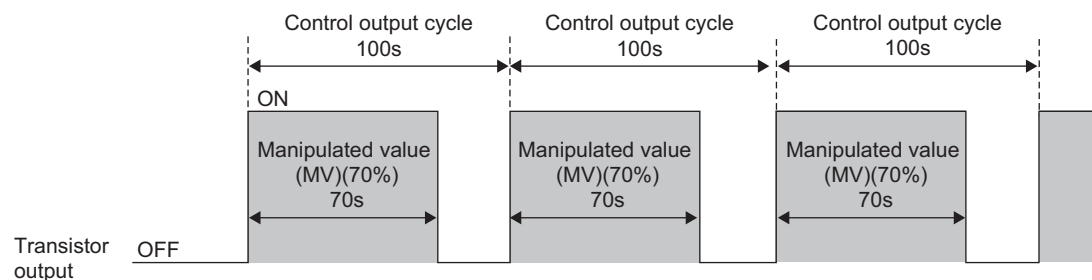 Control output cycle
100s
Control output cycle
100s
Control output cycle
100s
ON
Manipulated value
(MV)(70%)
70s
Manipulated value
(MV)(70%)
70s
Manipulated value
(MV)(70%)
70s
Transistor
output
OFF